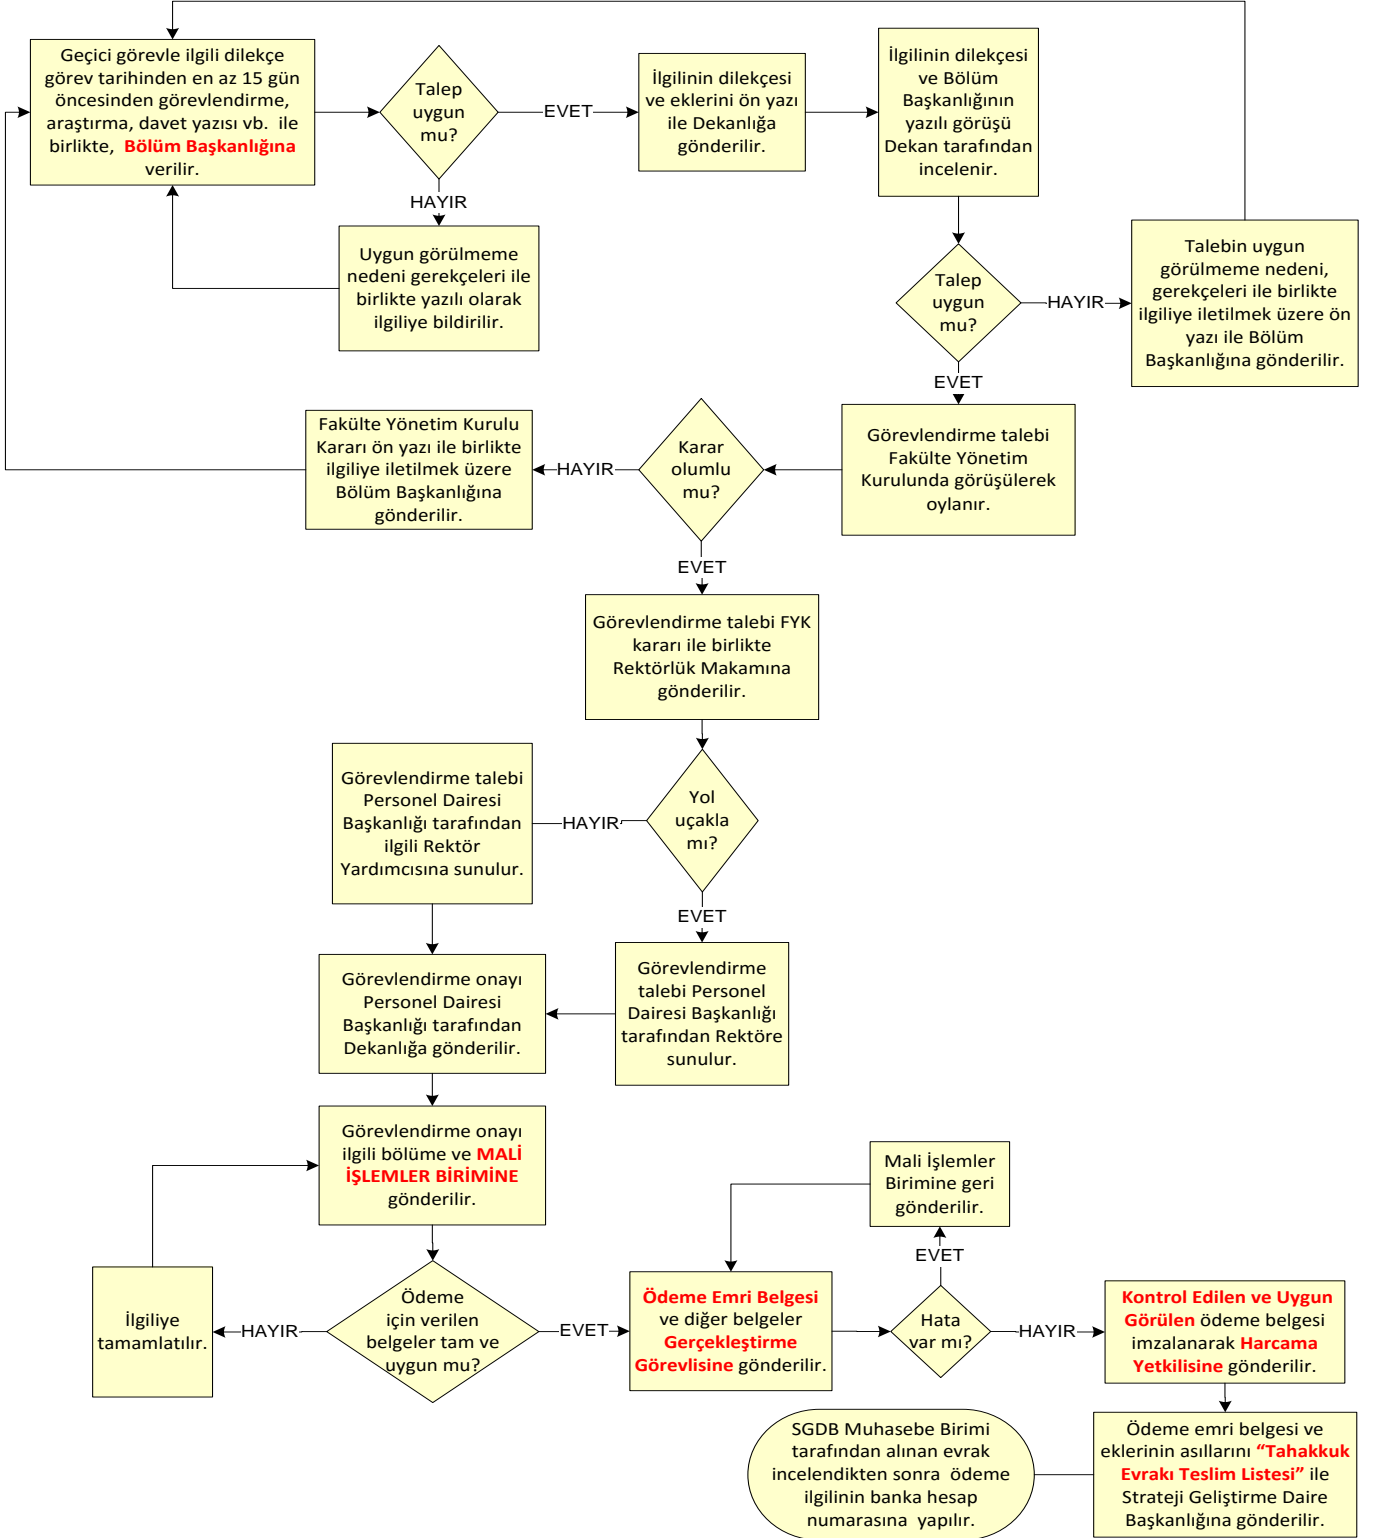 Geçici görevle ilgili dilekçe
görev tarihinden en az 15 gün
öncesinden görevlendirme,
araştırma, davet yazısı vb.  ile
birlikte,  Bölüm Başkanlığına
verilir.
Talep
uygun
mu?
EVET
İlgilinin dilekçesi
ve eklerini ön yazı
ile Dekanlığa
gönderilir.
İlgilinin dilekçesi
ve Bölüm
Başkanlığının
yazılı görüşü
Dekan tarafından
incelenir.
HAYIR
Uygun görülmeme
nedeni gerekçeleri ile
birlikte yazılı olarak
ilgiliye bildirilir.
Talep
uygun
mu?
HAYIR
Talebin uygun
görülmeme nedeni,
gerekçeleri ile birlikte
ilgiliye iletilmek üzere ön
yazı ile Bölüm
Başkanlığına gönderilir.
EVET
Görevlendirme talebi
Fakülte Yönetim
Kurulunda görüşülerek
oylanır.
Karar
olumlu
mu?
HAYIR
Fakülte Yönetim Kurulu
Kararı ön yazı ile birlikte
ilgiliye iletilmek üzere
Bölüm Başkanlığına
gönderilir.
EVET
Görevlendirme talebi FYK
kararı ile birlikte
Rektörlük Makamına
gönderilir.
Yol
uçakla
mı?
HAYIR
Görevlendirme talebi
Personel Dairesi
Başkanlığı tarafından
ilgili Rektör
Yardımcısına sunulur.
EVET
Görevlendirme
talebi Personel
Dairesi Başkanlığı
tarafından Rektöre
sunulur.
Görevlendirme onayı
Personel Dairesi
Başkanlığı tarafından
Dekanlığa gönderilir.
Görevlendirme onayı
ilgili bölüme ve MALİ
İŞLEMLER BİRİMİNE
gönderilir.
Ödeme
için verilen
belgeler tam ve
uygun mu?
HAYIR
İlgiliye
tamamlatılır.
EVET
Ödeme Emri Belgesi
ve diğer belgeler
Gerçekleştirme
Görevlisine gönderilir.
Hata
var mı?
EVET
Mali İşlemler
Birimine geri
gönderilir.
HAYIR
Kontrol Edilen ve Uygun
Görülen ödeme belgesi
imzalanarak Harcama
Yetkilisine gönderilir.
Ödeme emri belgesi ve
eklerinin asıllarını “Tahakkuk
Evrakı Teslim Listesi” ile
Strateji Geliştirme Daire
Başkanlığına gönderilir.
SGDB Muhasebe Birimi
tarafından alınan evrak
incelendikten sonra  ödeme
ilgilinin banka hesap
numarasına  yapılır.